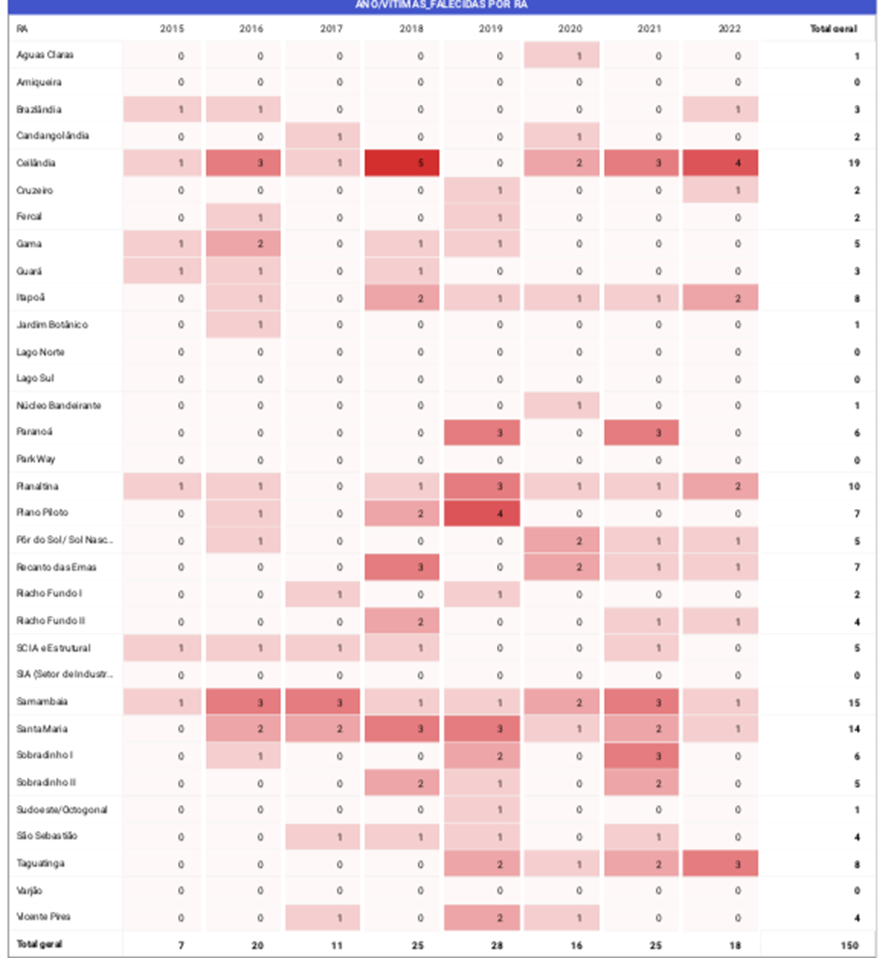 ANO/VÍTIMAS_FALECIDAS POR RA
RA 2015 2016 2017 2018 2019 2020 2021 2022 Total geral
Águas Claras 0 0 0 0 0 1 0 0 1
Arniqueira 0 0 0 0 0 0 0 0 0
Brazlândia 1 1 0 0 0 0 0 1 3
Candangolândia 0 0 1 0 0 1 0 0 2
Ceilândia 1 3 1 5 0 2 3 4 19
Cruzeiro 0 0 0 0 1 0 0 1 2
Fercal 0 1 0 0 1 0 0 0 2
Gama 1 2 0 1 1 0 0 0 5
Guará 1 1 0 1 0 0 0 0 3
Itapoã 0 1 0 2 1 1 1 2 8
Jardim Botânico 0 1 0 0 0 0 0 0 1
Lago Norte 0 0 0 0 0 0 0 0 0
Lago Sul 0 0 0 0 0 0 0 0 0
Núcleo Bandeirante 0 0 0 0 0 1 0 0 1
Paranoá 0 0 0 0 3 0 3 0 6
Park Way 0 0 0 0 0 0 0 0 0
Planaltina 1 1 0 1 3 1 1 2 10
Plano Piloto 0 1 0 2 4 0 0 0 7
Pôr do Sol/ Sol Nasc... 0 1 0 0 0 2 1 1 5
Recanto das Emas 0 0 0 3 0 2 1 1 7
Riacho Fundo I 0 0 1 0 1 0 0 0 2
Riacho Fundo II 0 0 0 2 0 0 1 1 4
SCIA e Estrutural 1 1 1 1 0 0 1 0 5
SIA (Setor de Industr... 0 0 0 0 0 0 0 0 0
Samambaia 1 3 3 1 1 2 3 1 15
Santa Maria 0 2 2 3 3 1 2 1 14
Sobradinho I 0 1 0 0 2 0 3 0 6
Sobradinho II 0 0 0 2 1 0 2 0 5
Sudoeste/Octogonal 0 0 0 0 1 0 0 0 1
São Sebastião 0 0 1 1 1 0 1 0 4
Taguatinga 0 0 0 0 2 1 2 3 8
Varjão 0 0 0 0 0 0 0 0 0
Vicente Pires 0 0 1 0 2 1 0 0 4
Total geral 7 20 11 25 28 16 25 18 150